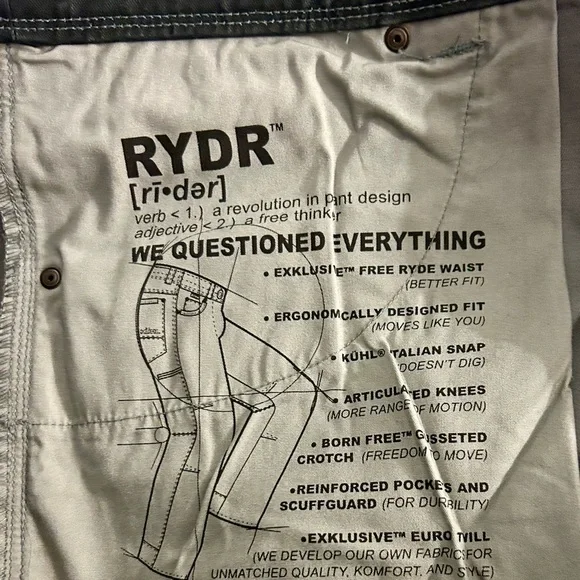 RYDR™
[rī•dər]
verb < 1.) a revolution in pant design
adjective < 2.) a free thinker
WE QUESTIONED EVERYTHING
• EXKLUSIVE™ FREE RYDE WAIST
(BETTER FIT)
• ERGONOMICALLY DESIGNED FIT
(MOVES LIKE YOU)
• KÜHL® ITALIAN SNAP
(DOESN'T DIG)
• ARTICULATED KNEES
(MORE RANGE OF MOTION)
• BORN FREE™ GUSSETED
CROTCH (FREEDOM TO MOVE)
•REINFORCED POCKETS AND
SCUFFGUARD (FOR DURABILITY)
•EXKLUSIVE™ EURO TWILL
(WE DEVELOP OUR OWN FABRICS FOR
UNMATCHED QUALITY, KOMFORT, AND STYLE)